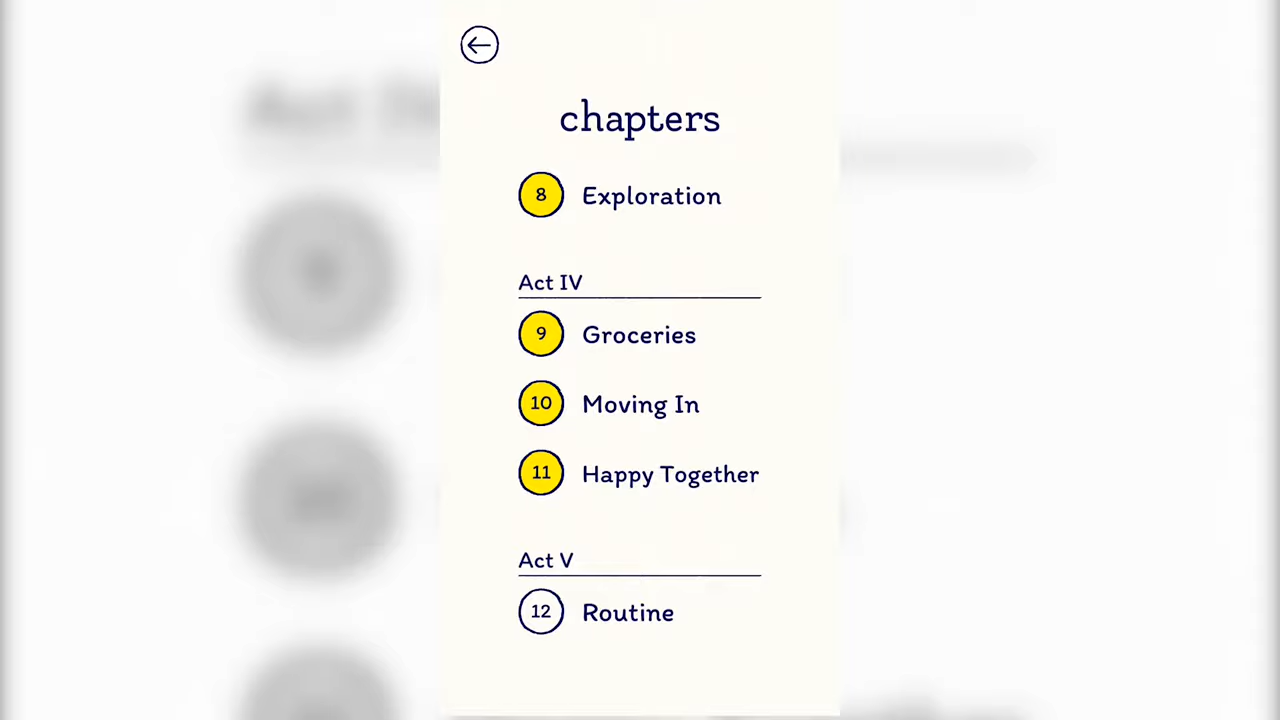 chapters
8 Exploration
Act IV
9 Groceries
10 Moving In
11 Happy Together
Act V
12 Routine